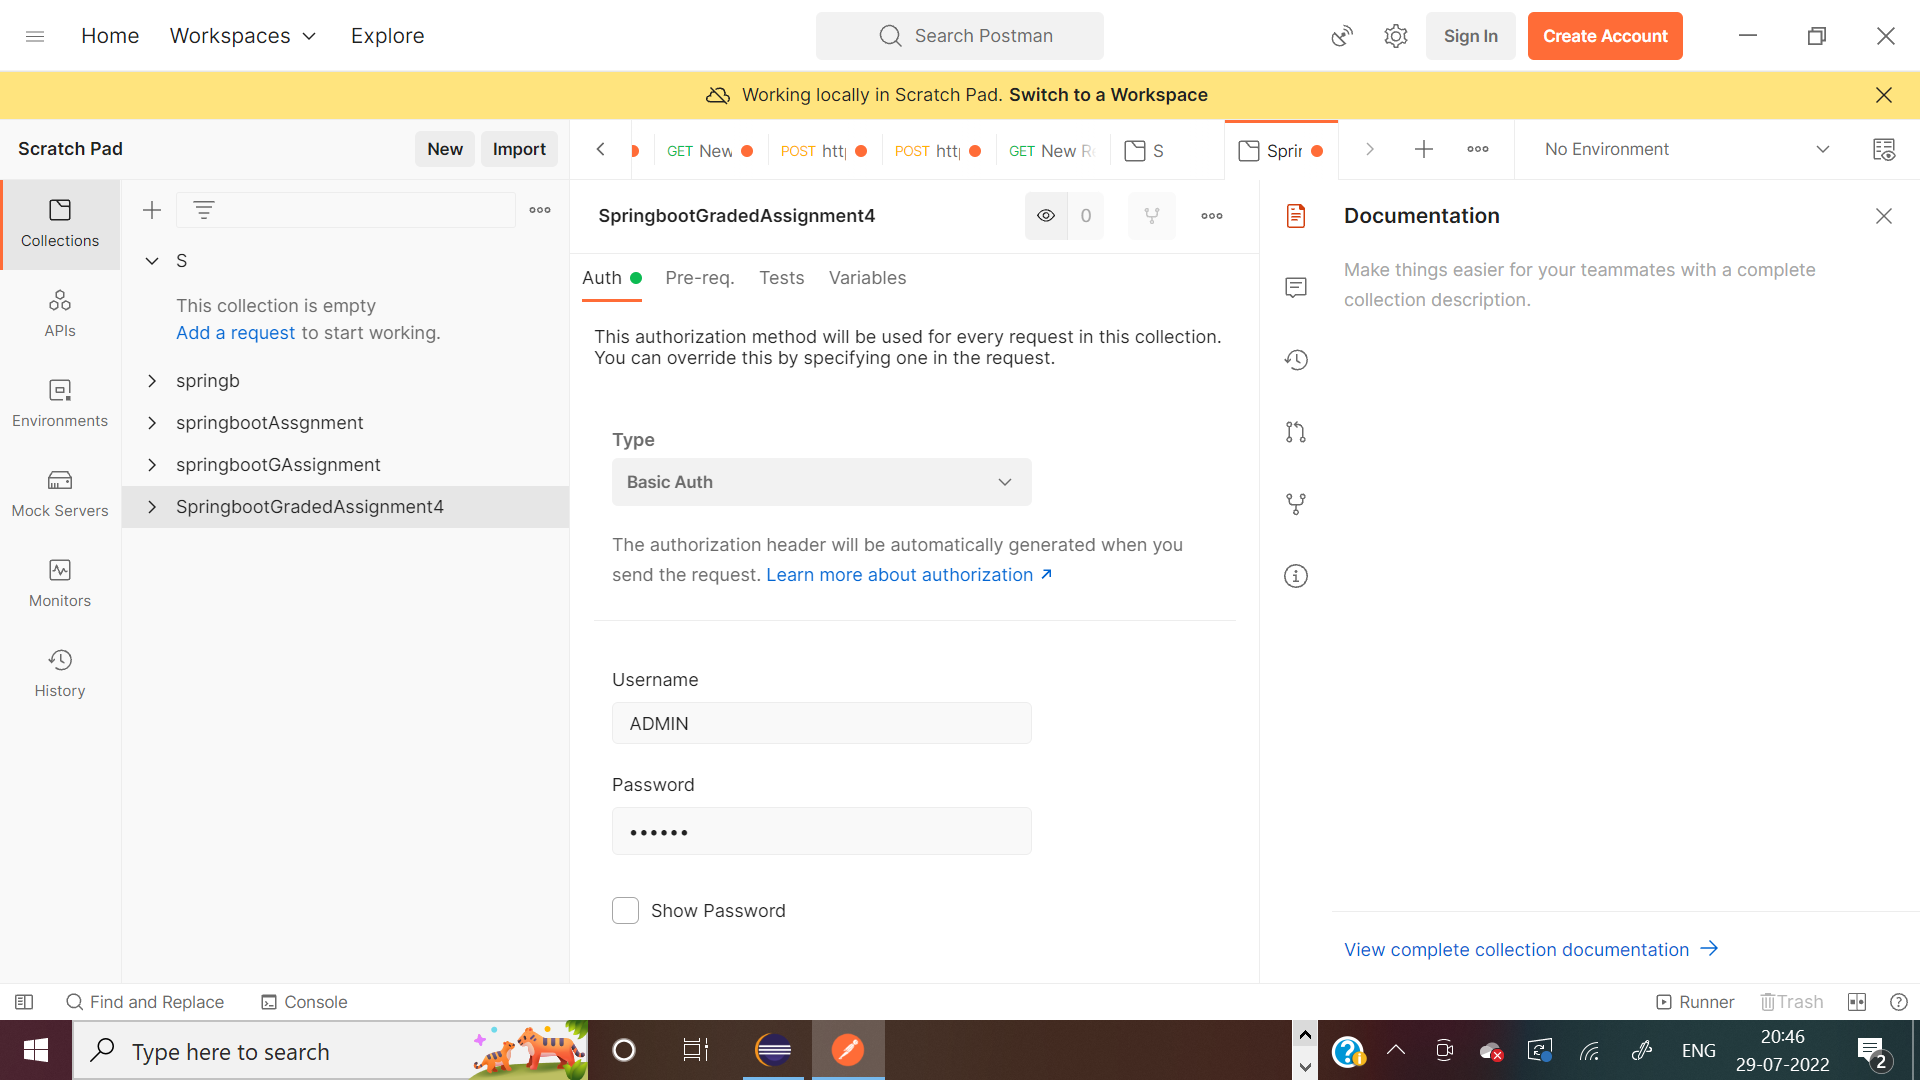 Home Workspaces Explore
Search Postman
Sign In Create Account
Working locally in Scratch Pad. Switch to a Workspace
Scratch Pad New Import
GET New POST POST GET New S No Environment
Collections
APIs
Environments
Mock Servers
Monitors
History
S
This collection is empty
Add a request to start working.
springb
springbootAssgnment
springbootGAssignment
SpringbootGradedAssignment4
SpringbootGradedAssignment4 0
Auth Pre-req. Tests Variables
This authorization method will be used for every request in this collection.
You can override this by specifying one in the request.
Type
Basic Auth
The authorization header will be automatically generated when you
send the request. Learn more about authorization
Username
ADMIN
Password
••••••
Show Password
Documentation
Make things easier for your teammates with a complete
collection description.
View complete collection documentation →
Find and Replace Console
Runner Trash
Type here to search
ENG
20:46
29-07-2022
2